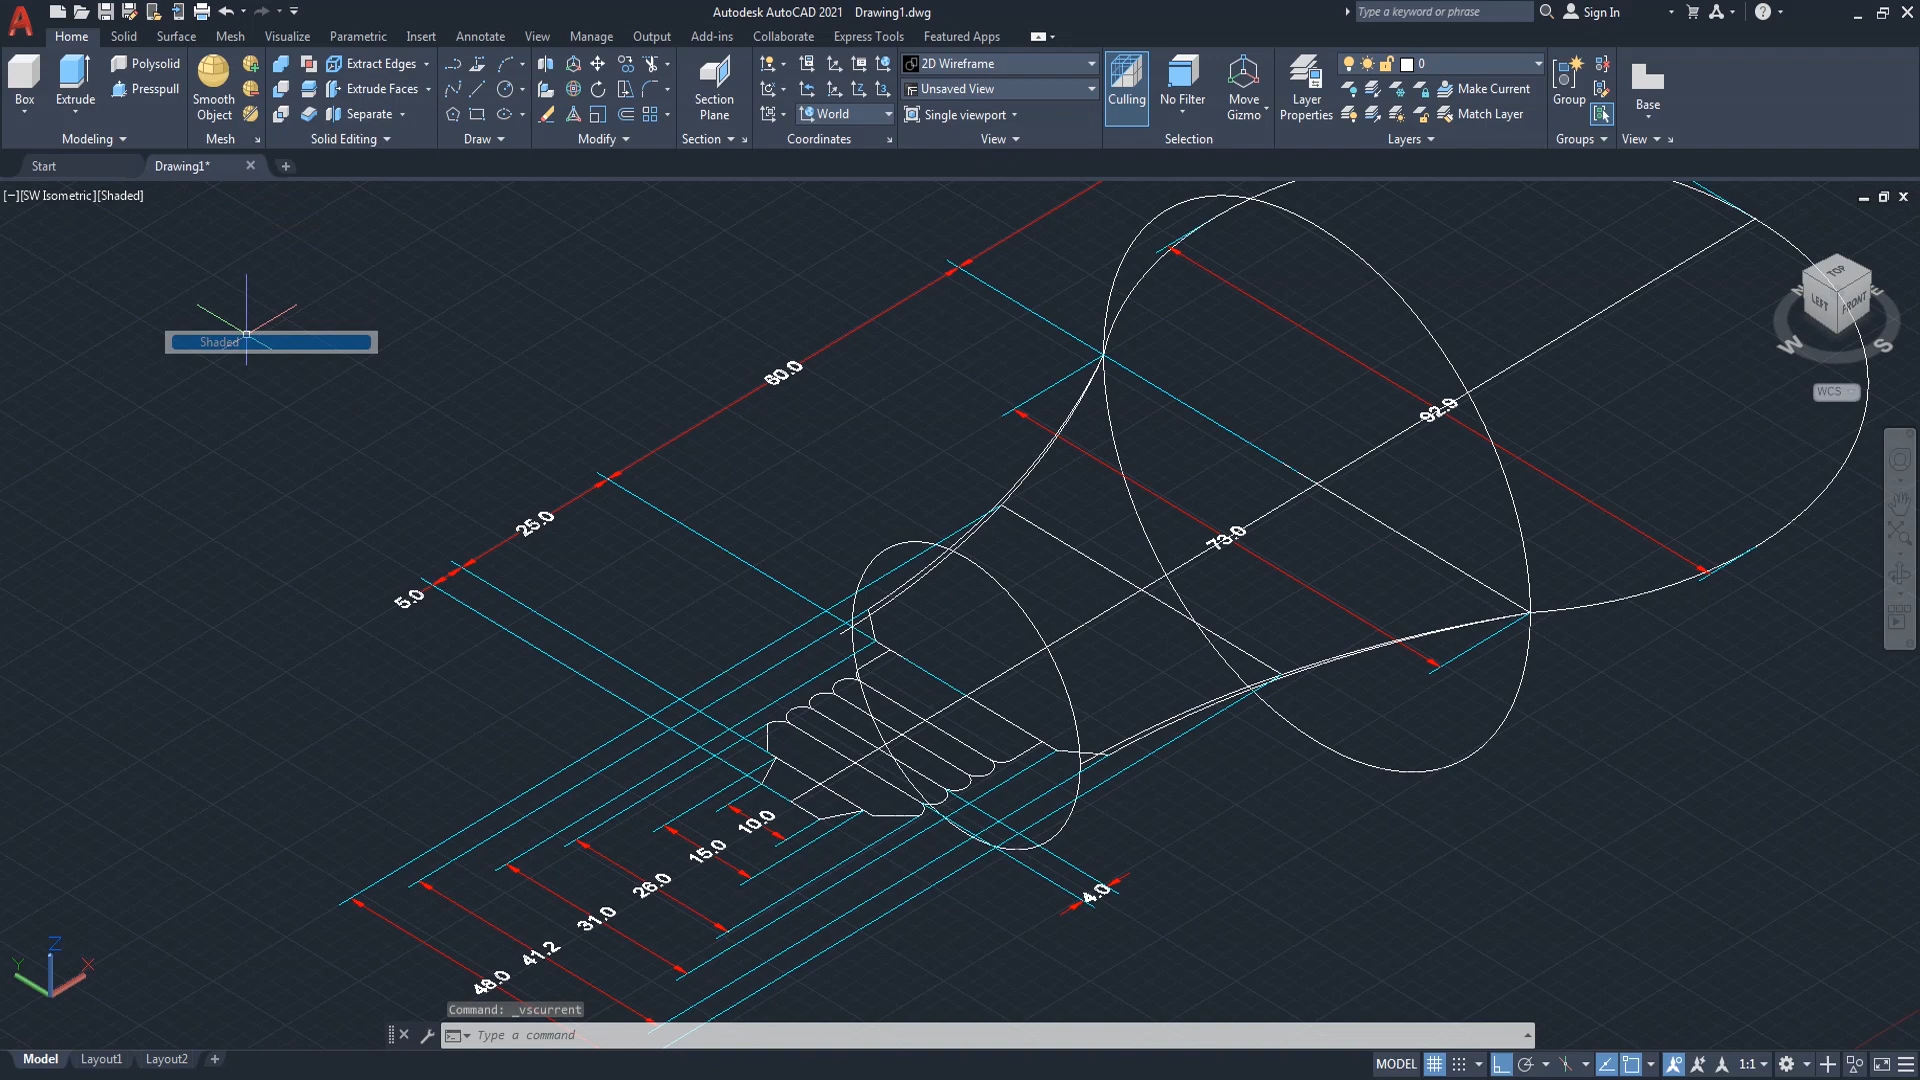 Autodesk AutoCAD 2021 Drawing1.dwg
Type a keyword or phrase
Sign In
Home Solid Surface Mesh Visualize Parametric Insert Annotate View Manage Output Add-ins Collaborate Express Tools Featured Apps
Box
Extrude
Polysolid
Presspull
Modeling
Smooth Object
Mesh
Extract Edges
Extrude Faces
Separate
Solid Editing
Draw
Modify
Section Plane
Section
World
Coordinates
2D Wireframe
Unsaved View
Single viewport
View
Culling
No Filter
Move Gizmo
Selection
Layer Properties
0
Make Current
Match Layer
Layers
Group
Groups
Base
View
Start
Drawing1*
[−][SW Isometric][Shaded]
Shaded
TOP
LEFT
FRONT
N
E
W
S
WCS
60.0
92.9
25.0
73.0
5.0
10.0
15.0
26.0
4.0
31.0
41.2
48.0
Z
Y
X
Command: _vscurrent
Type a command
Model Layout1 Layout2
MODEL
1:1